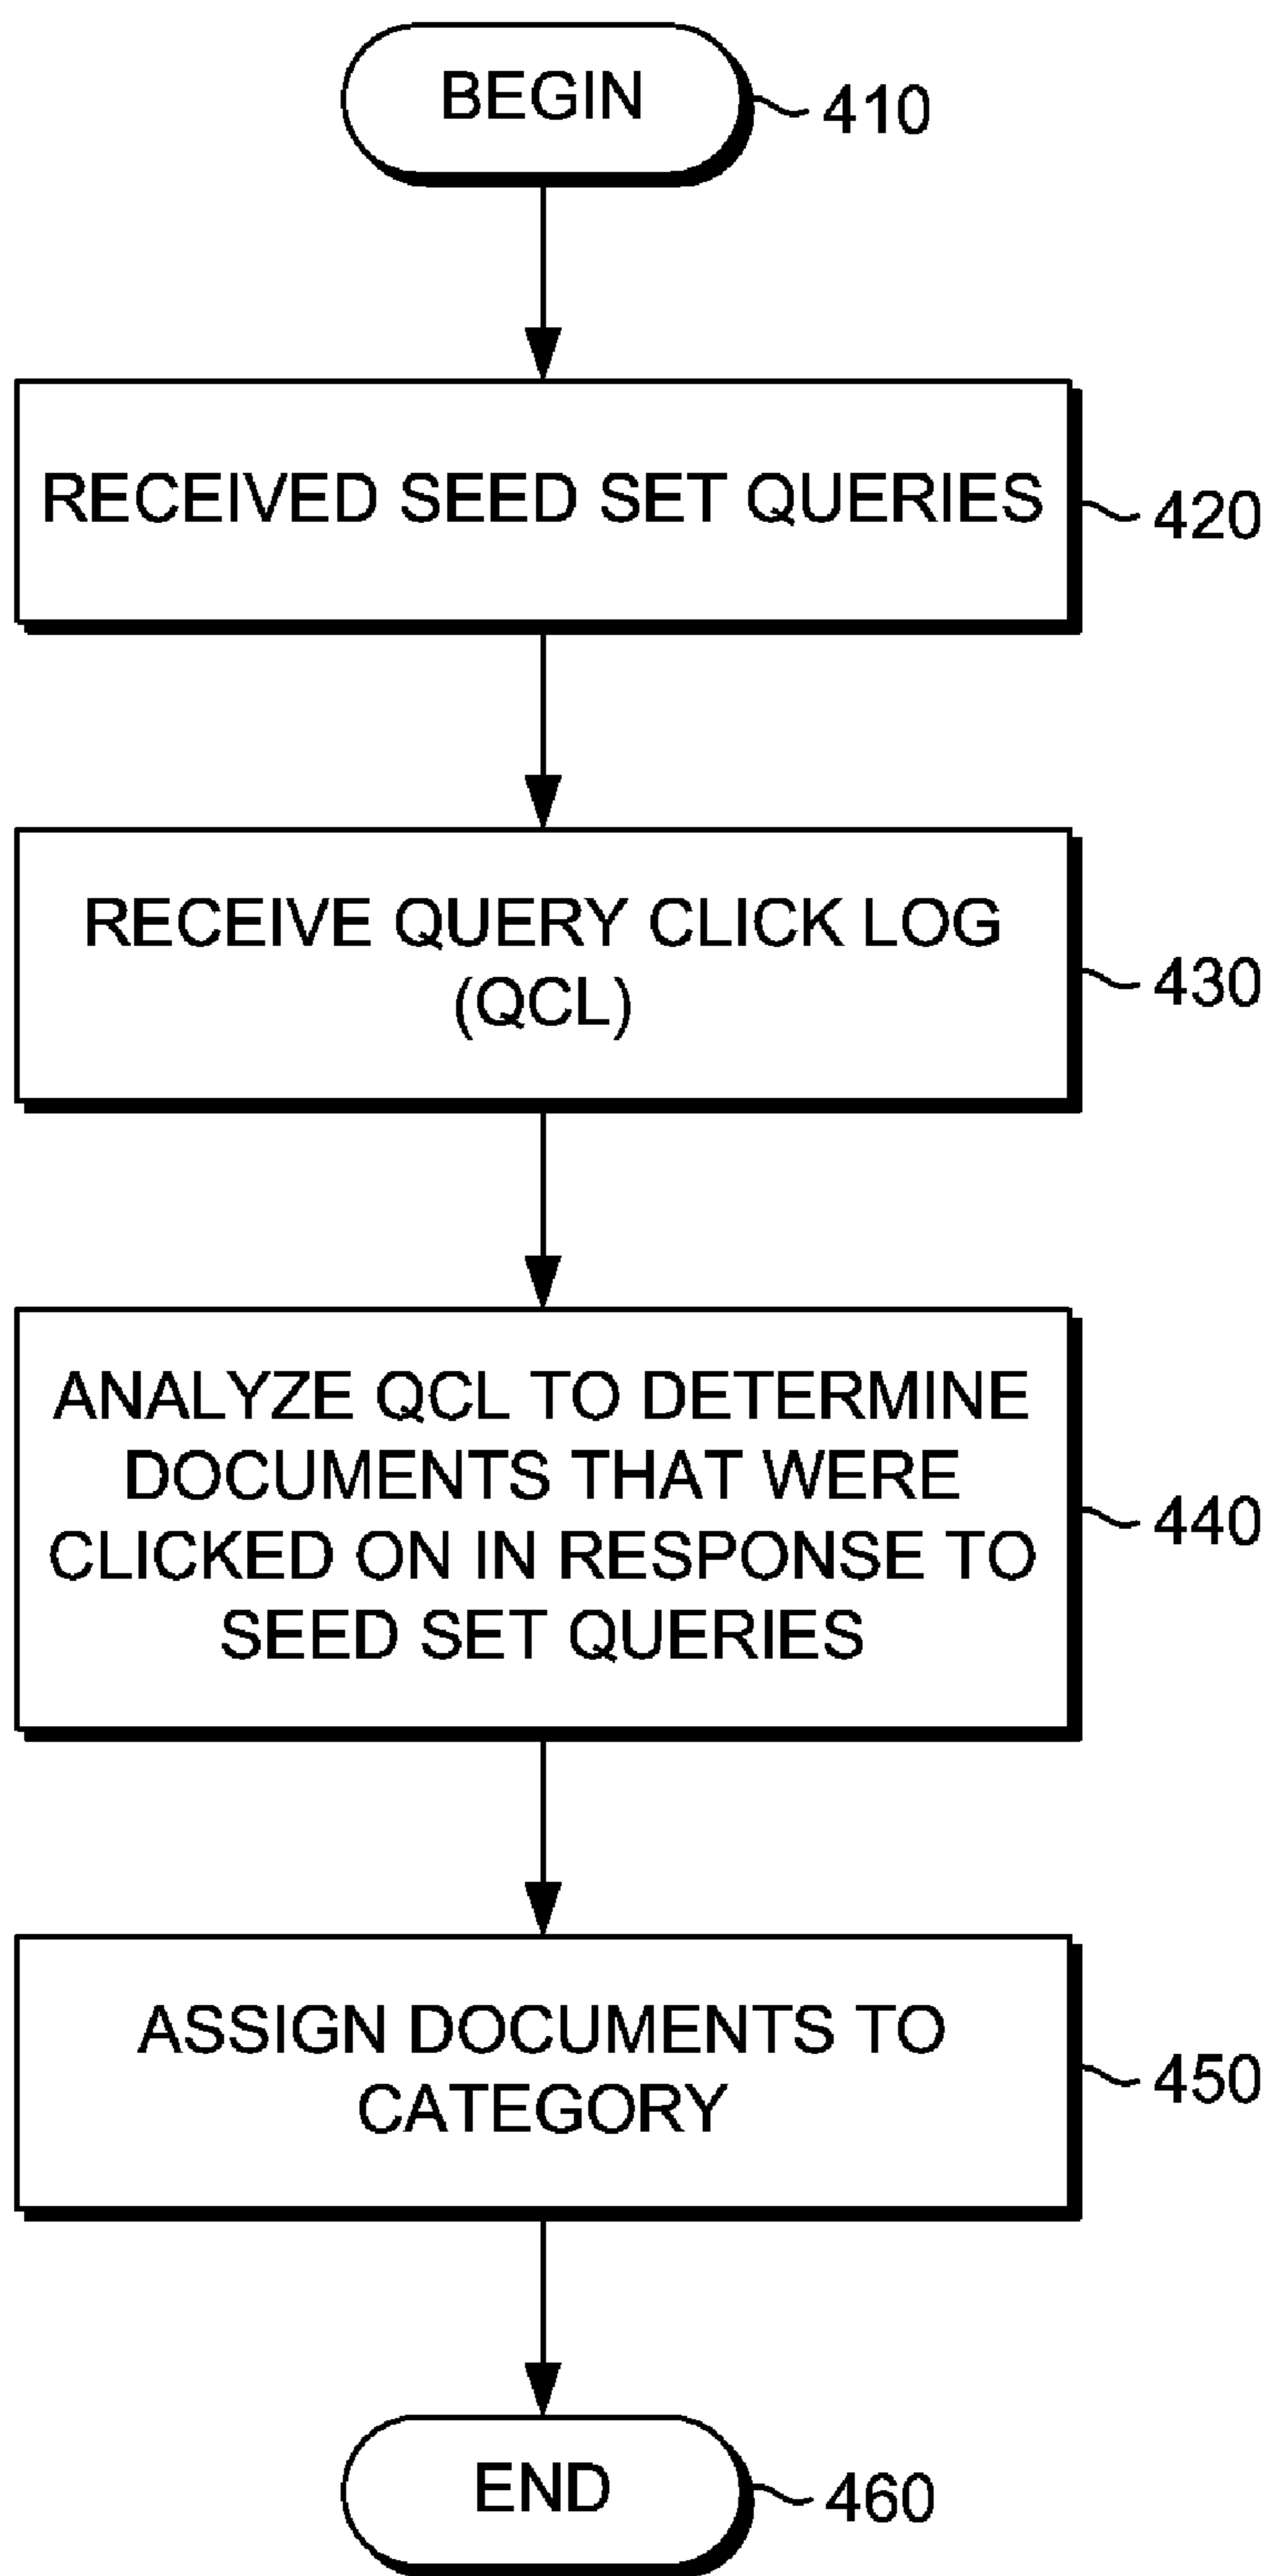 BEGIN
410
RECEIVED SEED SET QUERIES
420
RECEIVE QUERY CLICK LOG
(QCL)
430
ANALYZE QCL TO DETERMINE
DOCUMENTS THAT WERE
CLICKED ON IN RESPONSE TO
SEED SET QUERIES
440
ASSIGN DOCUMENTS TO
CATEGORY
450
END
460